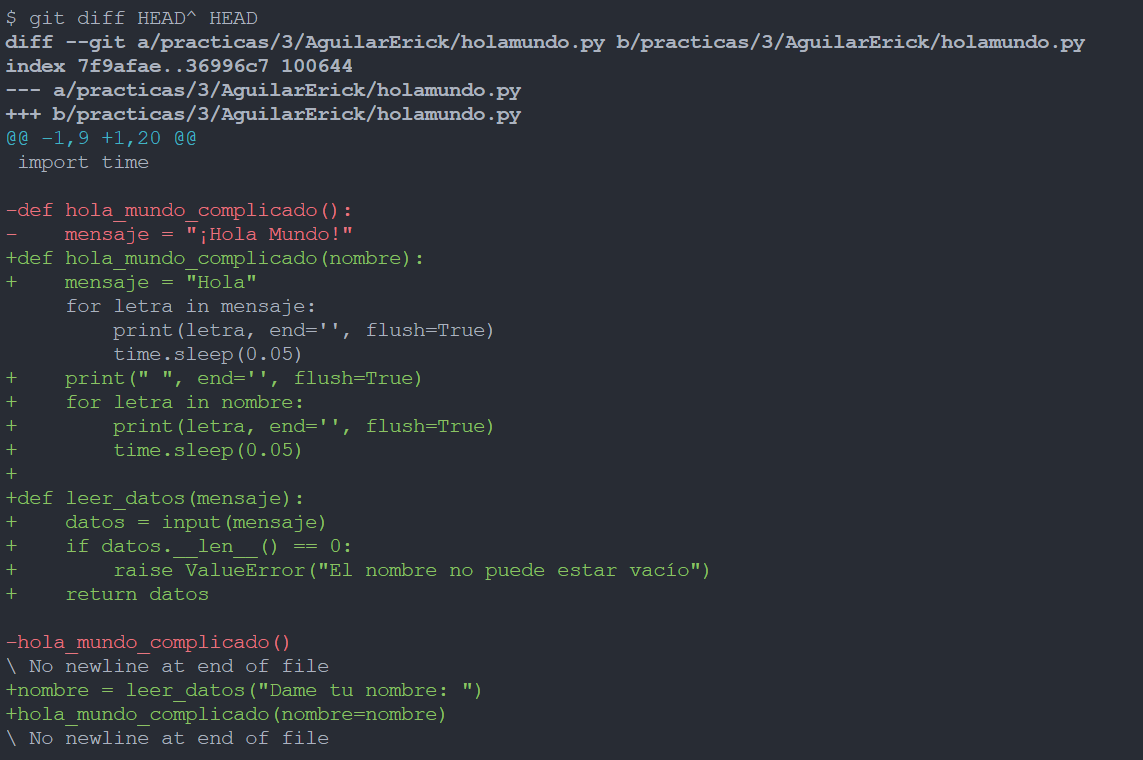 $ git diff HEAD^ HEAD
diff --git a/practicas/3/AguilarErick/holamundo.py b/practicas/3/AguilarErick/holamundo.py
index 7f9afae..36996c7 100644
--- a/practicas/3/AguilarErick/holamundo.py
+++ b/practicas/3/AguilarErick/holamundo.py
@@ -1,9 +1,20 @@
 import time

-def hola_mundo_complicado():
-    mensaje = "¡Hola Mundo!"
+def hola_mundo_complicado(nombre):
+    mensaje = "Hola"
     for letra in mensaje:
         print(letra, end='', flush=True)
         time.sleep(0.05)
+    print(" ", end='', flush=True)
+    for letra in nombre:
+        print(letra, end='', flush=True)
+        time.sleep(0.05)
+
+def leer_datos(mensaje):
+    datos = input(mensaje)
+    if datos.__len__() == 0:
+        raise ValueError("El nombre no puede estar vacío")
+    return datos

-hola_mundo_complicado()
\ No newline at end of file
+nombre = leer_datos("Dame tu nombre: ")
+hola_mundo_complicado(nombre=nombre)
\ No newline at end of file